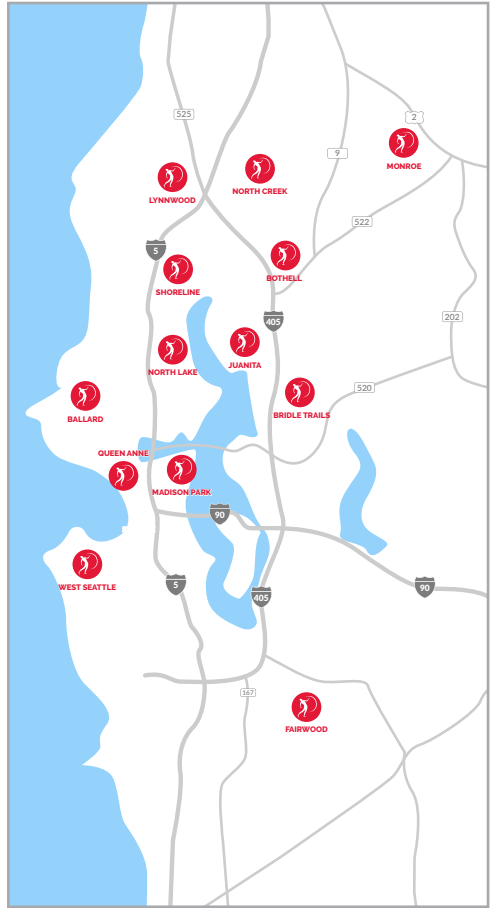 525
2
9
MONROE
NORTH CREEK
LYNNWOOD
522
5
BOTHELL
SHORELINE
202
405
JUANITA
NORTH LAKE
520
BRIDLE TRAILS
BALLARD
QUEEN ANNE
MADISON PARK
90
WEST SEATTLE
5
90
405
167
FAIRWOOD